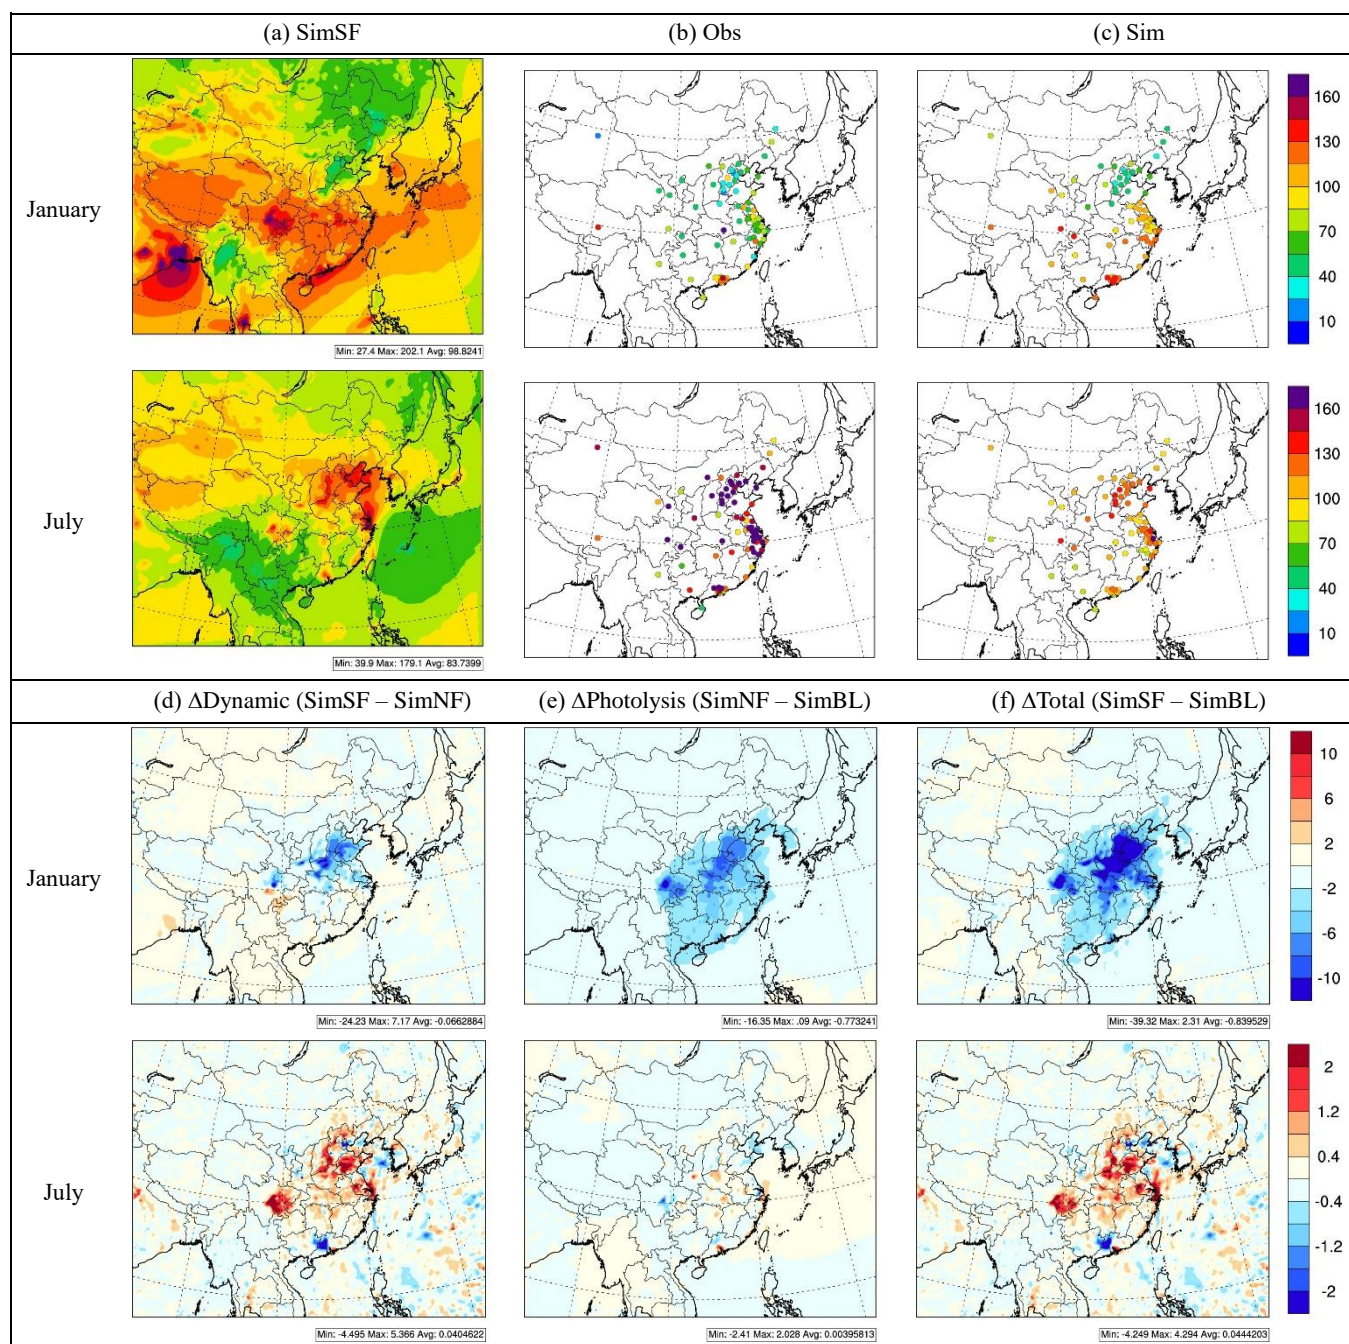 (a) SimSF (b) Obs (c) Sim
January
160
130
100
70
40
10
Min: 27.4 Max: 202.1 Avg: 98.8241
July
160
130
100
70
40
10
Min: 39.9 Max: 179.1 Avg: 83.7399
(d) ΔDynamic (SimSF – SimNF) (e) ΔPhotolysis (SimNF – SimBL) (f) ΔTotal (SimSF – SimBL)
January
10
6
2
-2
-6
-10
Min: -24.23 Max: 7.17 Avg: -0.0662884 Min: -16.35 Max: .09 Avg: -0.773241 Min: -39.32 Max: 2.31 Avg: -0.839529
July
2
1.2
0.4
-0.4
-1.2
-2
Min: -4.495 Max: 5.366 Avg: 0.0404622 Min: -2.41 Max: 2.028 Avg: 0.00395813 Min: -4.249 Max: 4.294 Avg: 0.0444203